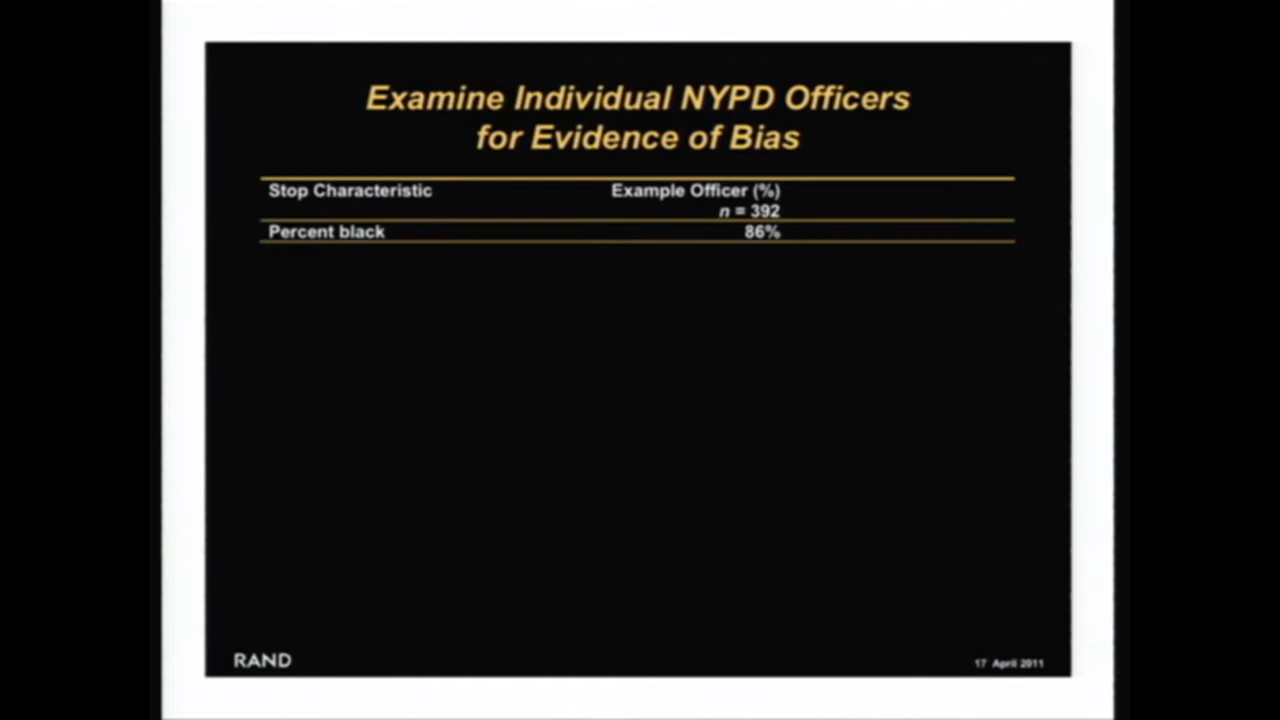 Examine Individual NYPD Officers
for Evidence of Bias
Stop Characteristic Example Officer (%)
n = 392
Percent black 86%
RAND
17 April 2011